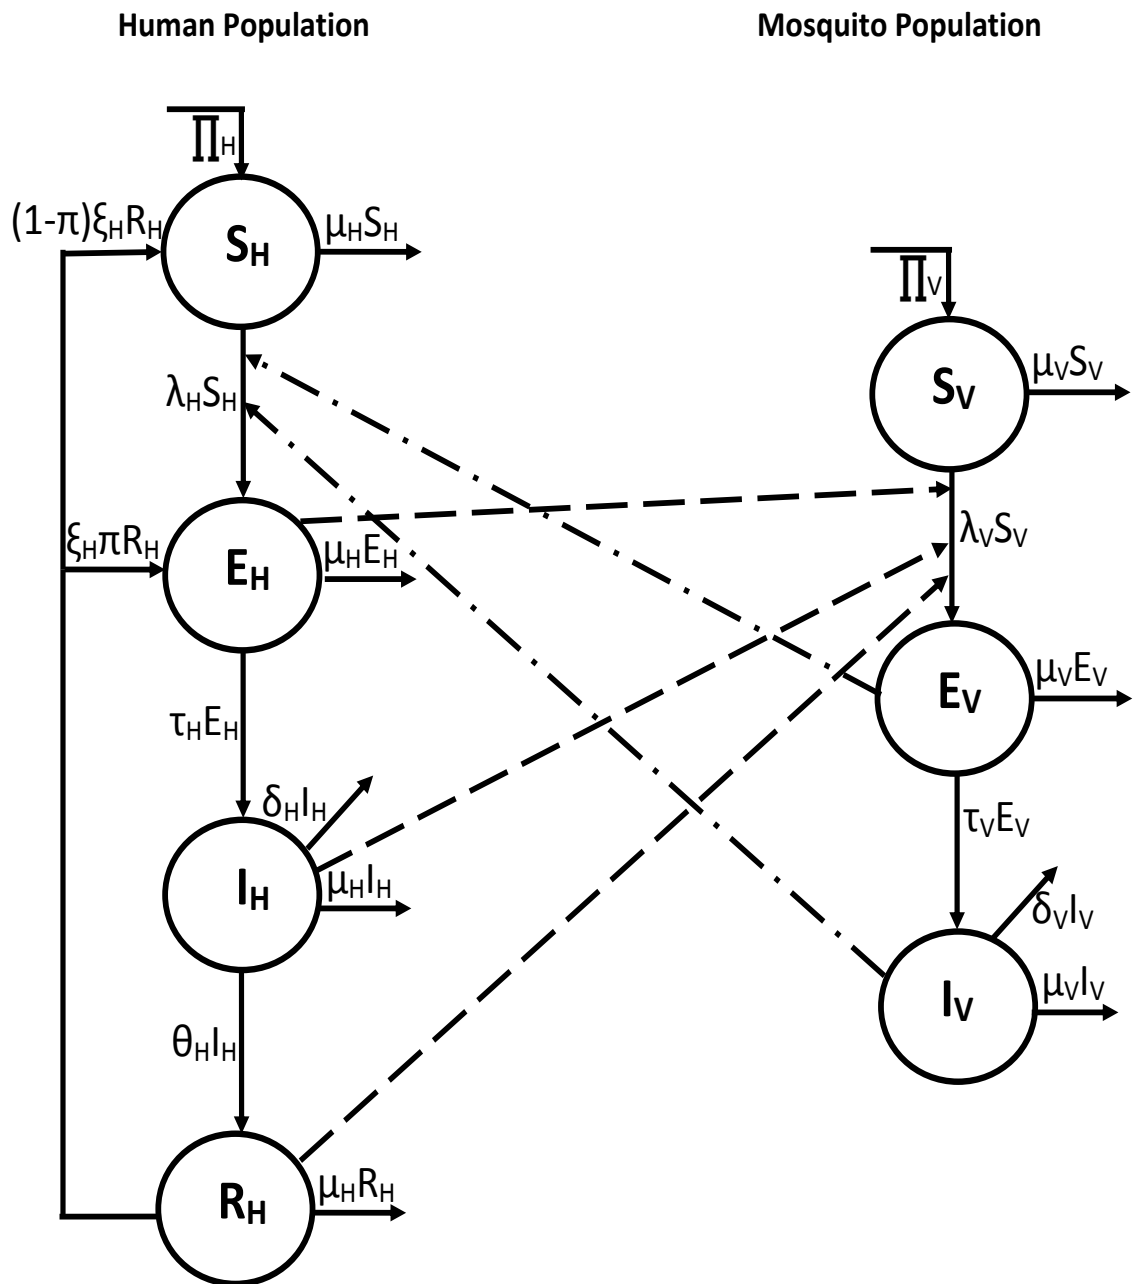 Human Population
Mosquito Population
∏H
(1-π)ξHRH
SH
μHSH
∏V
SV
μVSV
λHSH
ξHπRH
EH
μHEH
λVSV
EV
μVEV
τHEH
δHIH
IH
μHIH
τVEV
δVIV
IV
μVIV
θHIH
RH
μHRH